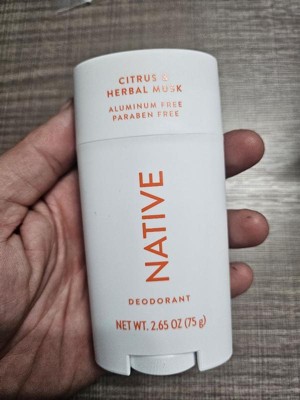 CITRUS &
HERBAL MUSK
ALUMINUM FREE
PARABEN FREE
NATIVE
DEODORANT
NET WT. 2.65 OZ (75 g)